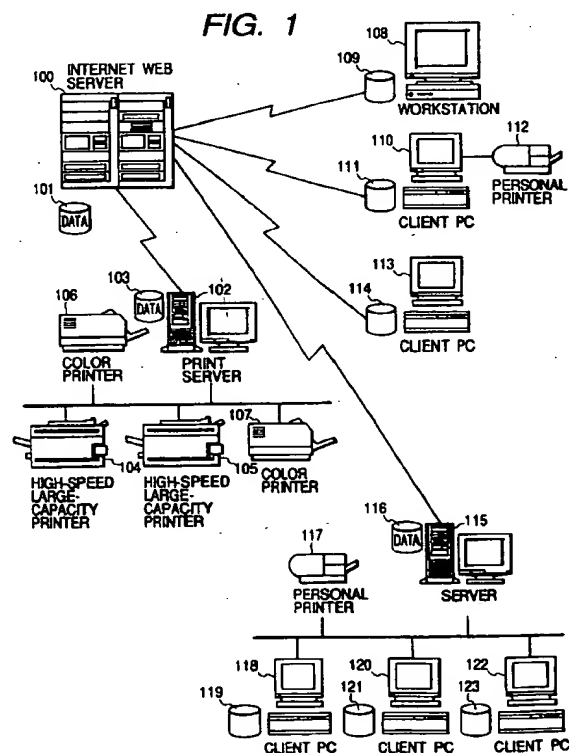 FIG. 1
108
INTERNET WEB
SERVER
100
109
WORKSTATION
112
110
111
PERSONAL
PRINTER
CLIENT PC
101
DATA
113
114
CLIENT PC
103
102
DATA
106
COLOR
PRINTER
PRINT
SERVER
107
104
105
HIGH-SPEED
LARGE-
CAPACITY
PRINTER
HIGH-SPEED
LARGE-
CAPACITY
PRINTER
COLOR
PRINTER
116
115
DATA
117
SERVER
PERSONAL
PRINTER
118
120
122
119
121
123
CLIENT PC
CLIENT PC
CLIENT PC